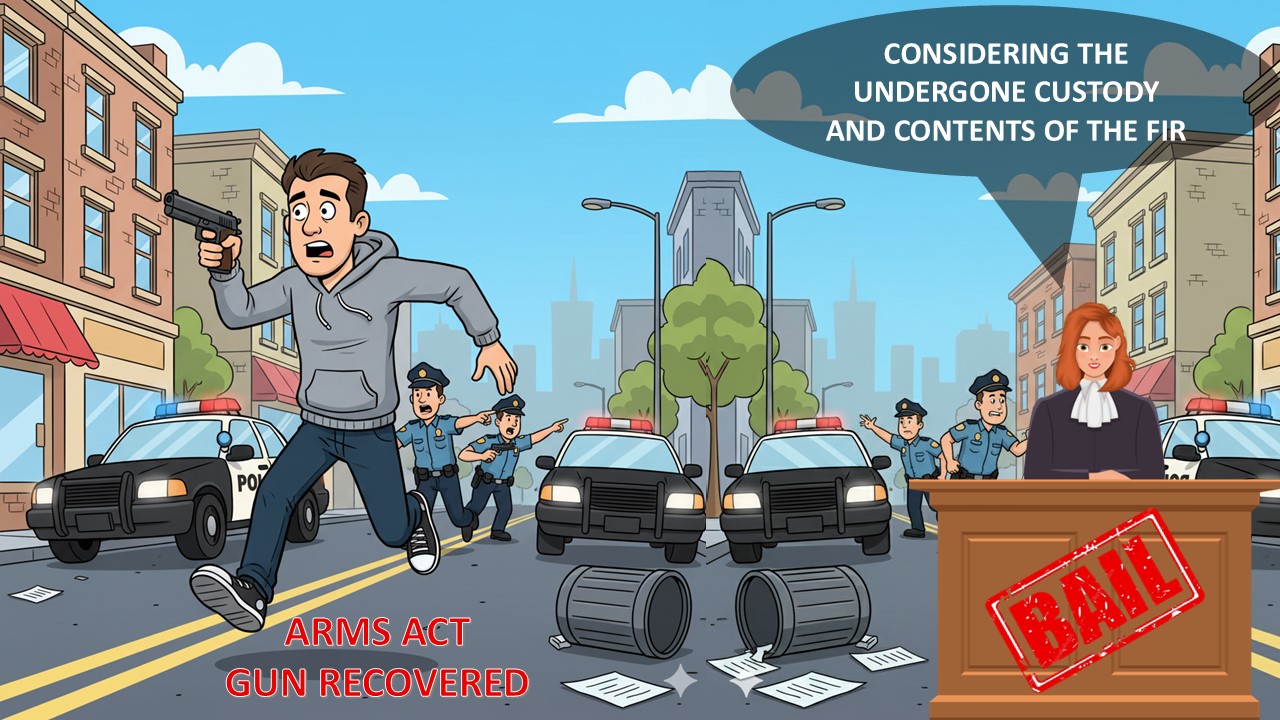 CONSIDERING THE
UNDERGONE CUSTODY
AND CONTENTS OF THE FIR
POL
BAIL
ARMS ACT
GUN RECOVERED